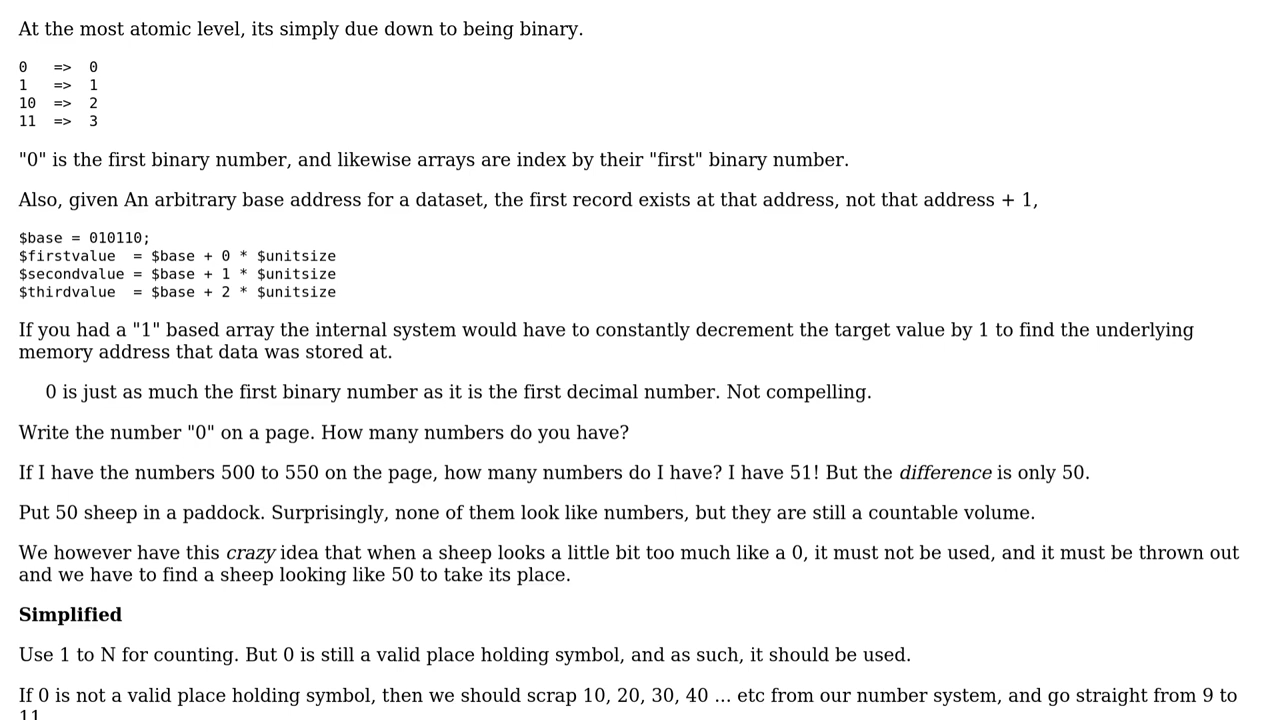 At the most atomic level, its simply due down to being binary.
0   =>  0
1   =>  1
10  =>  2
11  =>  3
"0" is the first binary number, and likewise arrays are index by their "first" binary number.
Also, given An arbitrary base address for a dataset, the first record exists at that address, not that address + 1,
$base = 010110;
$firstvalue  = $base + 0 * $unitsize
$secondvalue = $base + 1 * $unitsize
$thirdvalue  = $base + 2 * $unitsize
If you had a "1" based array the internal system would have to constantly decrement the target value by 1 to find the underlying
memory address that data was stored at.
0 is just as much the first binary number as it is the first decimal number. Not compelling.
Write the number "0" on a page. How many numbers do you have?
If I have the numbers 500 to 550 on the page, how many numbers do I have? I have 51! But the difference is only 50.
Put 50 sheep in a paddock. Surprisingly, none of them look like numbers, but they are still a countable volume.
We however have this crazy idea that when a sheep looks a little bit too much like a 0, it must not be used, and it must be thrown out
and we have to find a sheep looking like 50 to take its place.
Simplified
Use 1 to N for counting. But 0 is still a valid place holding symbol, and as such, it should be used.
If 0 is not a valid place holding symbol, then we should scrap 10, 20, 30, 40 ... etc from our number system, and go straight from 9 to
11